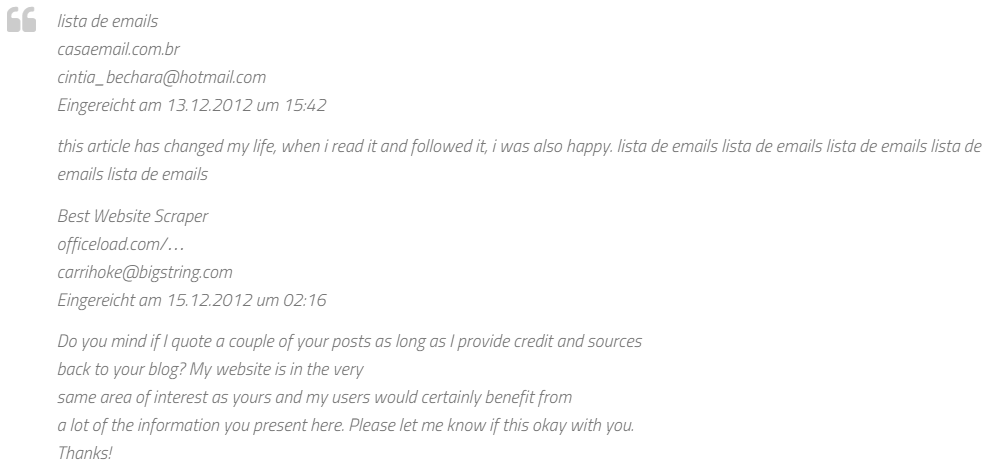 lista de emails
casaemail.com.br
cintia_bechara@hotmail.com
Eingereicht am 13.12.2012 um 15:42
this article has changed my life, when i read it and followed it, i was also happy. lista de emails lista de emails lista de emails lista de
emails lista de emails
Best Website Scraper
officeload.com/…
carrihoke@bigstring.com
Eingereicht am 15.12.2012 um 02:16
Do you mind if I quote a couple of your posts as long as I provide credit and sources
back to your blog? My website is in the very
same area of interest as yours and my users would certainly benefit from
a lot of the information you present here. Please let me know if this okay with you.
Thanks!